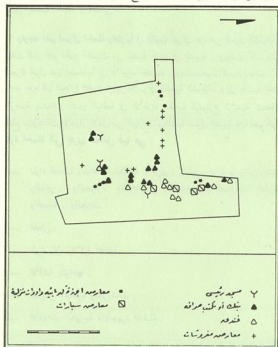 مسجد رئيسي
بنك أو مكتب صرافة
فندق
معارض مفروشات
معارض أجهزة كهربائية وأدوات منزلية
معارض سيارات